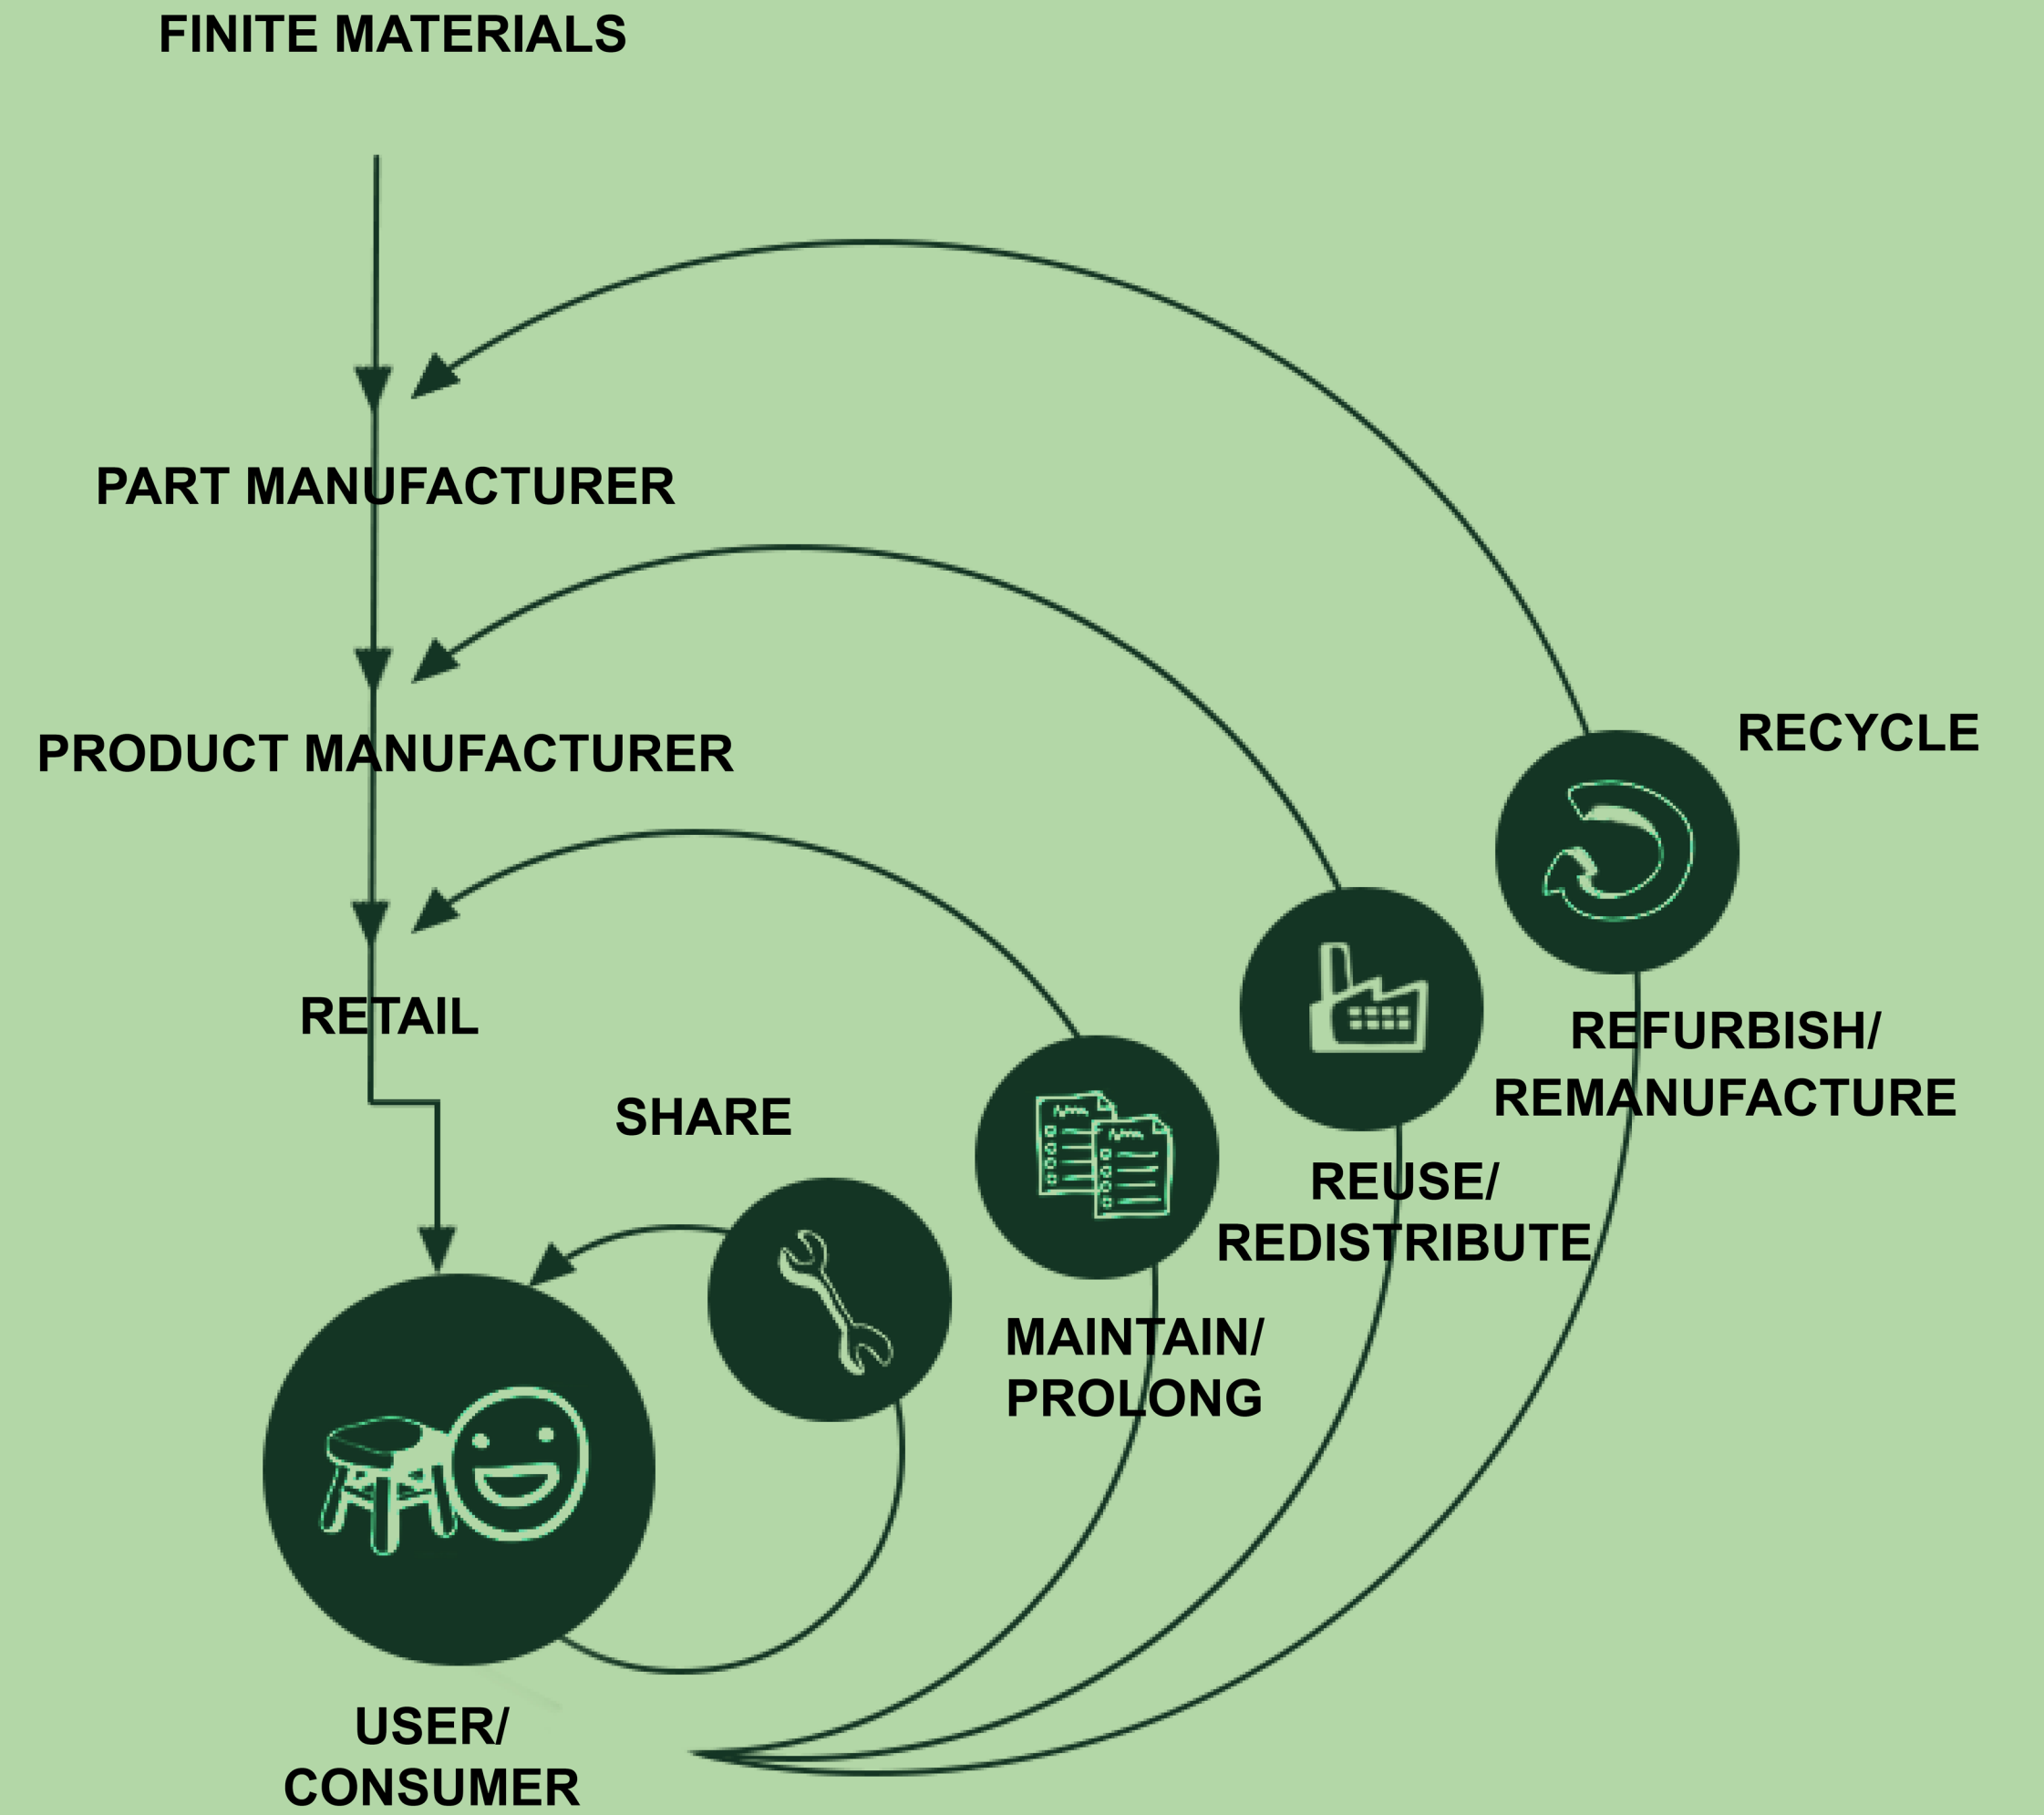 FINITE MATERIALS
PART MANUFACTURER
PRODUCT MANUFACTURER
RECYCLE
RETAIL
REFURBISH/
REMANUFACTURE
SHARE
REUSE/
REDISTRIBUTE
MAINTAIN/
PROLONG
USER/
CONSUMER